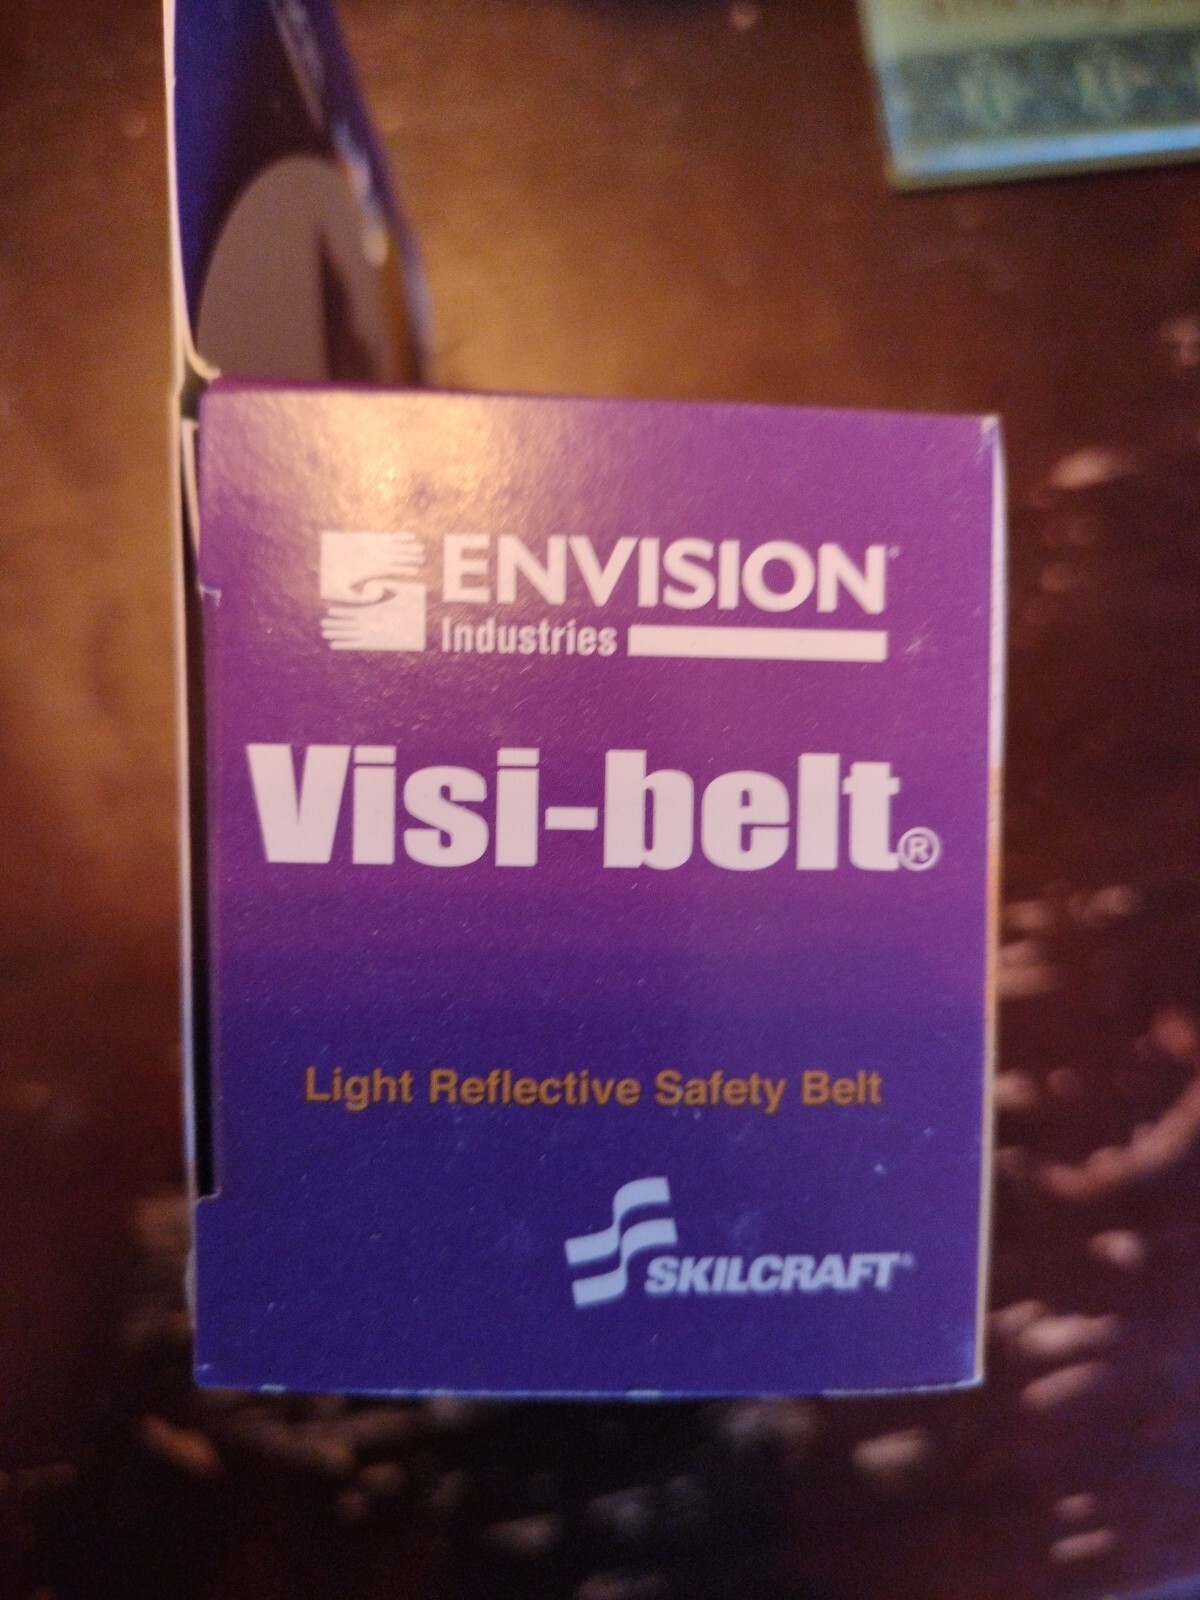 ENVISION
Industries
Visi-belt®
Light Reflective Safety Belt
SKILCRAFT